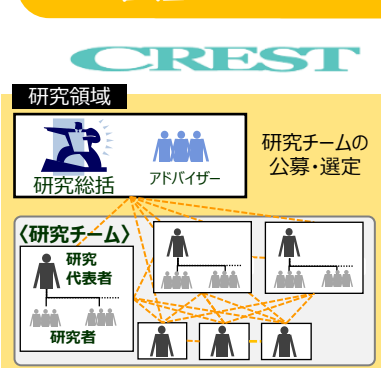 CREST
研究領域
研究総括
アドバイザー
研究チームの
公募・選定
〈研究チーム〉
研究
代表者
研究者